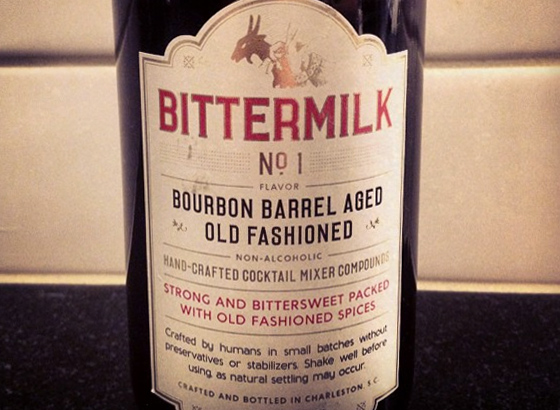 BITTERMILK
Nº 1
FLAVOR
BOURBON BARREL AGED
OLD FASHIONED
NON-ALCOHOLIC
HAND-CRAFTED COCKTAIL MIXER COMPOUNDS
STRONG AND BITTERSWEET PACKED
WITH OLD FASHIONED SPICES
Crafted by humans in small batches without
preservatives or stabilizers. Shake well before
using, as natural settling may occur.
CRAFTED AND BOTTLED IN CHARLESTON, S.C.